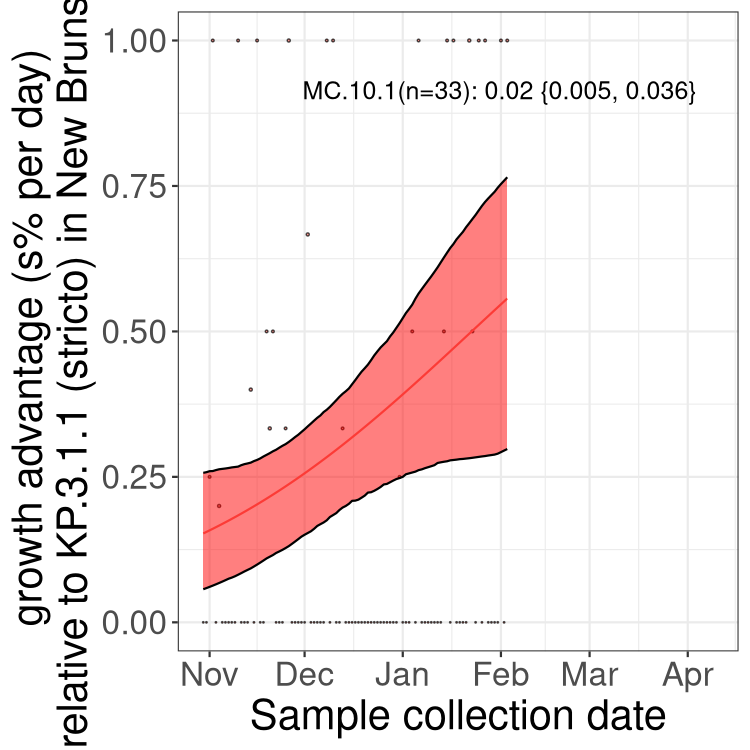 growth advantage (s% per day)
relative to KP.3.1.1 (stricto) in New Bruns
1.00
0.75
0.50
0.25
0.00
MC.10.1(n=33): 0.02 {0.005, 0.036}
Nov Dec Jan Feb Mar Apr
Sample collection date